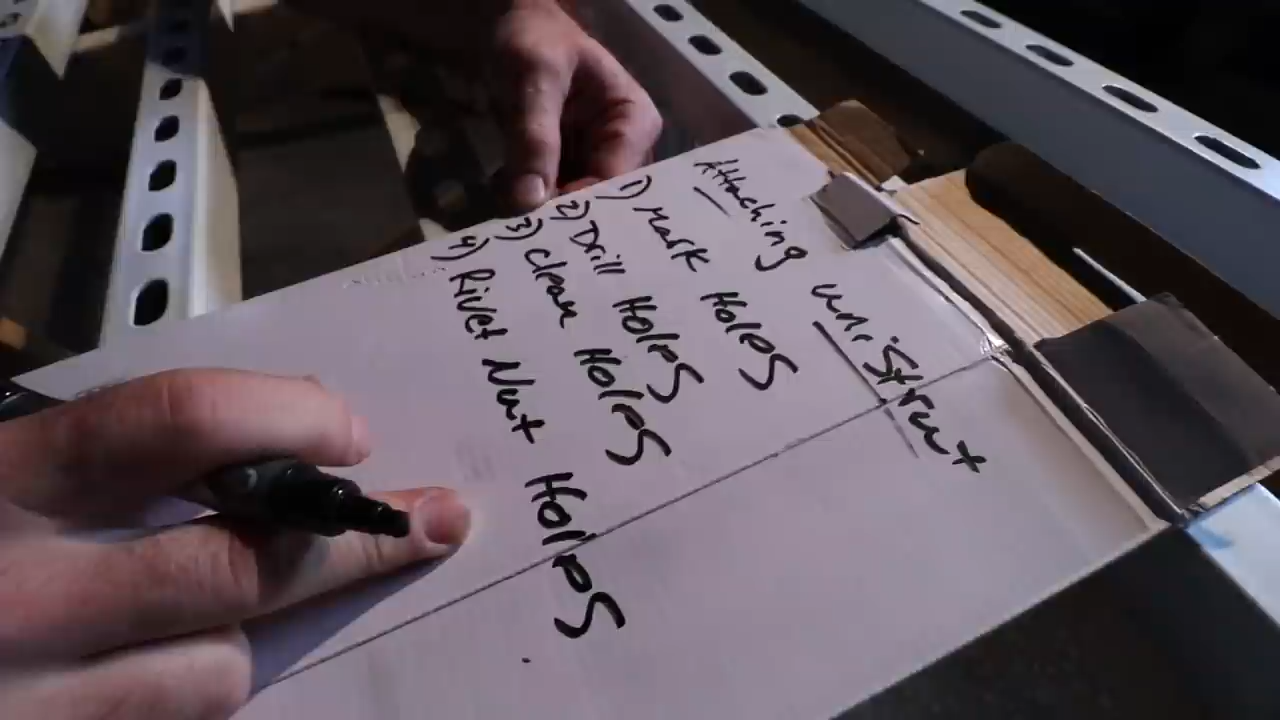 Attaching uniStrut
1) Mark Holes
2) Drill Holes
3) clean Holes
4) Rivet Nut Holes